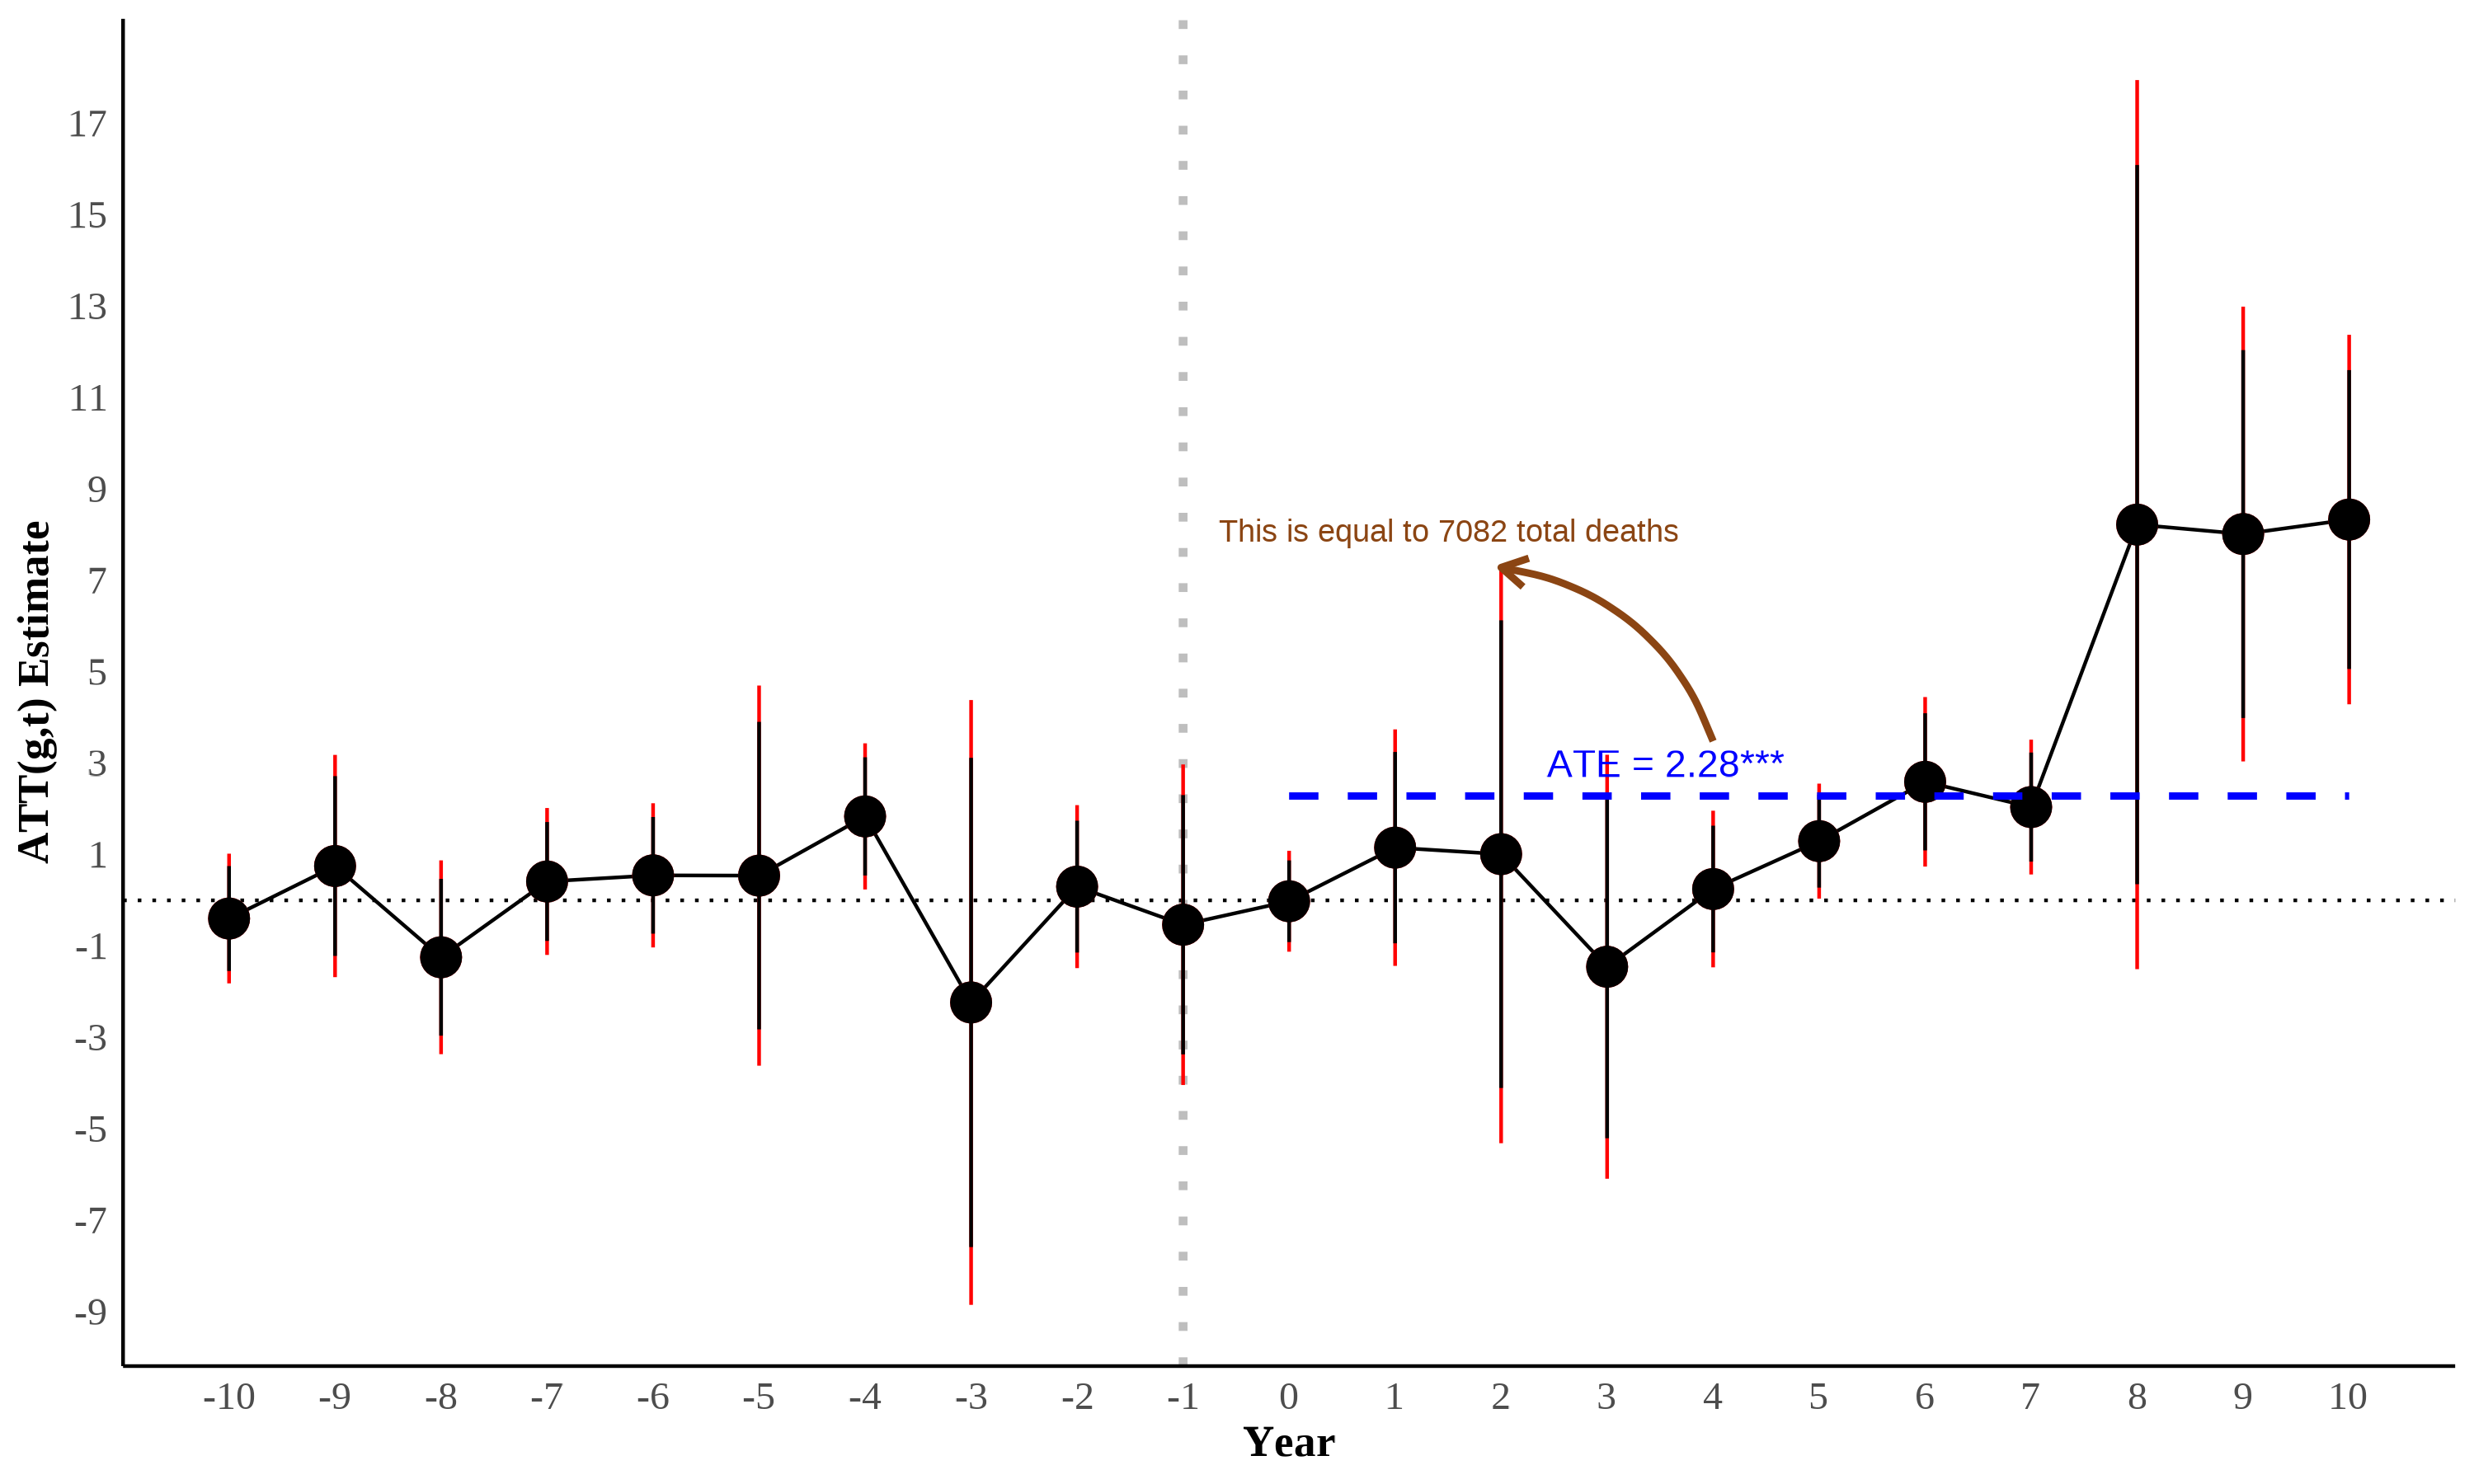 ATT(g,t) Estimate
17
15
13
11
9
7
5
3
1
-1
-3
-5
-7
-9
This is equal to 7082 total deaths
ATE = 2.28***
-10 -9 -8 -7 -6 -5 -4 -3 -2 -1 0 1 2 3 4 5 6 7 8 9 10
Year